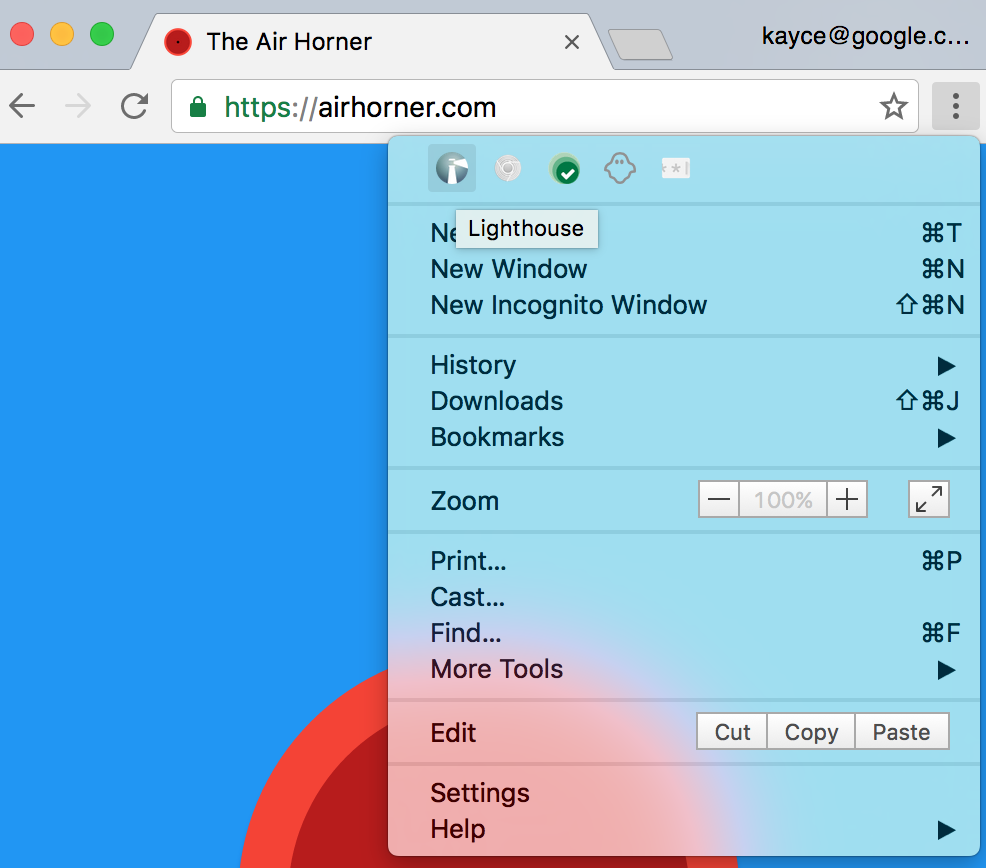 The Air Horner
kayce@google.c...
https://airhorner.com
Lighthouse
Ne
⌘T
New Window ⌘N
New Incognito Window ⇧⌘N
History ▶
Downloads ⇧⌘J
Bookmarks ▶
Zoom — 100% +
Print... ⌘P
Cast...
Find... ⌘F
More Tools ▶
Edit Cut Copy Paste
Settings
Help ▶